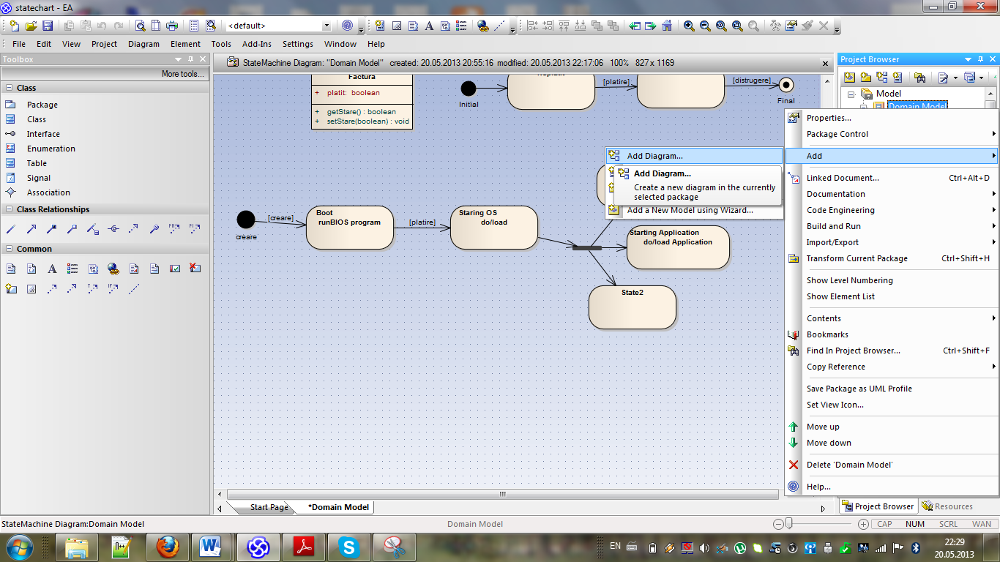 statechart - EA
<default>
File Edit View Project Diagram Element Tools Add-Ins Settings Window Help
Toolbox
More tools...
Class
Package
Class
Interface
Enumeration
Table
Signal
Association
Class Relationships
Common
StateMachine Diagram: "Domain Model" created: 20.05.2013 20:55:16 modified: 20.05.2013 22:17:06 100% 827 x 1169
Factura
+ platit: boolean
+ getStare() : boolean
+ setStare(boolean) : void
Initial
[platire]
[distrugere]
Final
creare
[creare]
Boot
runBIOS program
[platire]
Staring OS
do/load
Starting Application
do/load Application
State2
Add Diagram...
Add Diagram...
Create a new diagram in the currently
selected package
Add a New Model using Wizard...
Project Browser
Model
Domain Model
Properties...
Package Control
Add
Linked Document... Ctrl+Alt+D
Documentation
Code Engineering
Build and Run
Import/Export
Transform Current Package Ctrl+Shift+H
Show Level Numbering
Show Element List
Contents
Bookmarks
Find In Project Browser... Ctrl+Shift+F
Copy Reference
Save Package as UML Profile
Set View Icon...
Move up
Move down
Delete 'Domain Model'
Help...
Start Page *Domain Model
Project Browser Resources
StateMachine Diagram:Domain Model Domain Model CAP NUM SCRL WAN
EN 22:29
20.05.2013